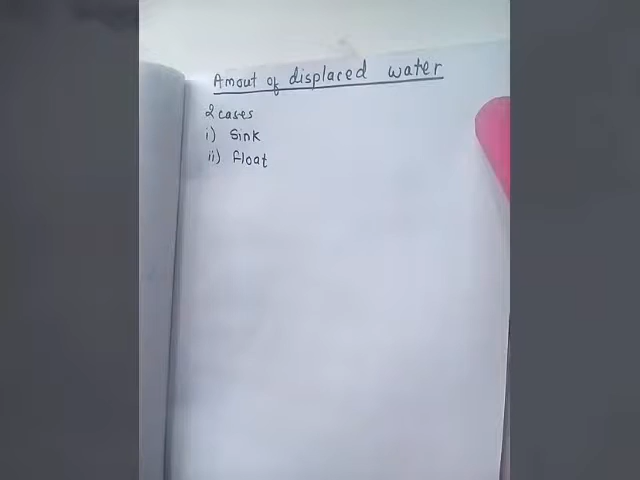 Amout of displaced water
2 cases
i) Sink
ii) Float